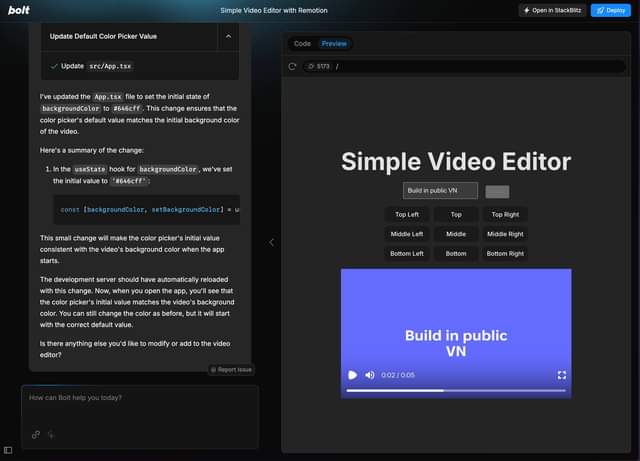 bolt
Simple Video Editor with Remotion
Open in StackBlitz
Deploy
Update Default Color Picker Value
Update src/App.tsx
I've updated the App.tsx file to set the initial state of
backgroundColor to #646cff. This change ensures that the
color picker's default value matches the initial background color
of the video.
Here's a summary of the change:
1. In the useState hook for backgroundColor, we've set
the initial value to '#646cff':
const [backgroundColor, setBackgroundColor] = u
This small change will make the color picker's initial value
consistent with the video's background color when the app
starts.
The development server should have automatically reloaded
with this change. Now, when you open the app, you'll see that
the color picker's initial value matches the video's background
color. You can still change the color as before, but it will start
with the correct default value.
Is there anything else you'd like to modify or add to the video
editor?
Report Issue
How can Bolt help you today?
Code Preview
5173 /
Simple Video Editor
Build in public VN
Top Left Top Top Right
Middle Left Middle Middle Right
Bottom Left Bottom Bottom Right
Build in public
VN
0:02 / 0:05